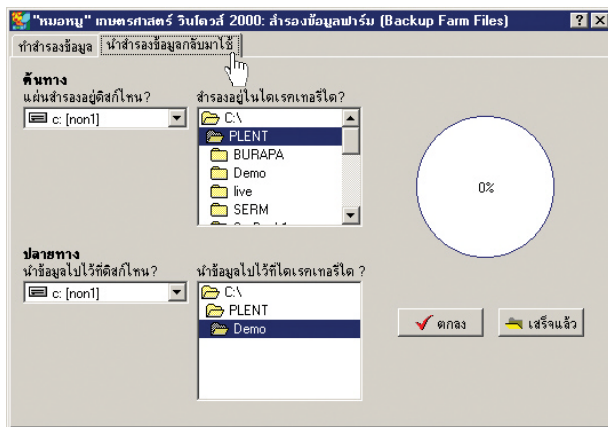 "หมอหมู" เกษตรศาสตร์ วินโดวส์ 2000: สำรองข้อมูลฟาร์ม (Backup Farm Files)
ทำสำรองข้อมูล นำสำรองข้อมูลกลับมาใช้
ต้นทาง
แผ่นสำรองอยู่ดิสก์ไหน? สำรองอยู่ในไดเรคเทอรี่ใด?
c: [non1]
C:\
PLENT
BURAPA
Demo
live
SERM
0%
ปลายทาง
นำข้อมูลไปไว้ที่ดิสก์ไหน? นำข้อมูลไปไว้ที่ไดเรคเทอรี่ใด ?
c: [non1]
C:\
PLENT
Demo
ตกลง เสร็จแล้ว